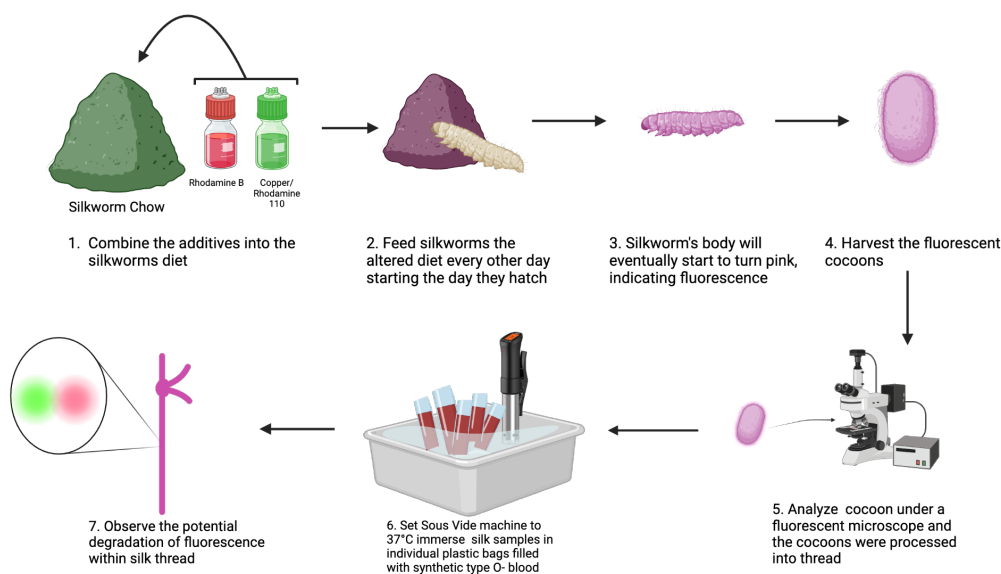 Rhodamine B
Copper/
Rhodamine
110
Silkworm Chow
1. Combine the additives into the
silkworms diet
2. Feed silkworms the
altered diet every other day
starting the day they hatch
3. Silkworm's body will
eventually start to turn pink,
indicating fluorescence
4. Harvest the fluorescent
cocoons
5. Analyze cocoon under a
fluorescent microscope and
the cocoons were processed
into thread
6. Set Sous Vide machine to
37°C immerse silk samples in
individual plastic bags filled
with synthetic type O- blood
7. Observe the potential
degradation of fluorescence
within silk thread